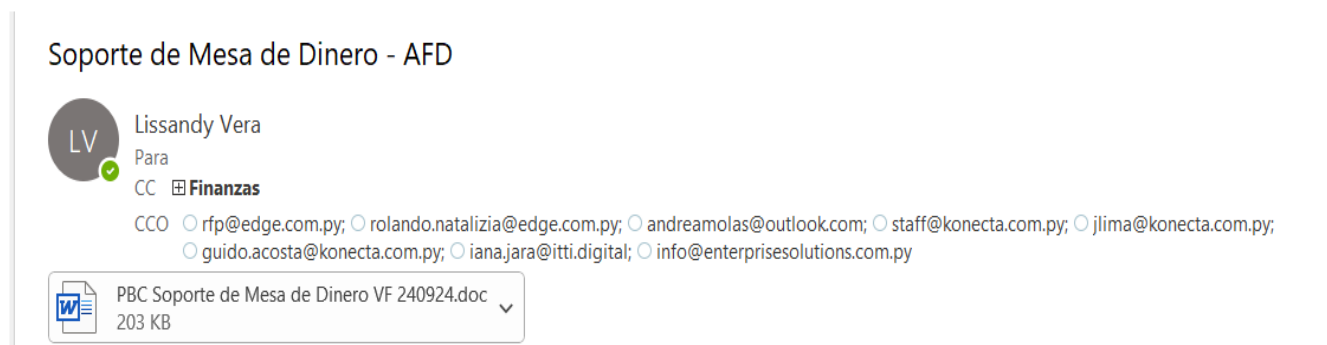 Soporte de Mesa de Dinero - AFD
LV
Lissandy Vera
Para
CC Finanzas
CCO rfp@edge.com.py; rolando.natalizia@edge.com.py; andreamolas@outlook.com; staff@konecta.com.py; jlima@konecta.com.py;
guido.acosta@konecta.com.py; iana.jara@itti.digital; info@enterprisesolutions.com.py
W
PBC Soporte de Mesa de Dinero VF 240924.doc
203 KB